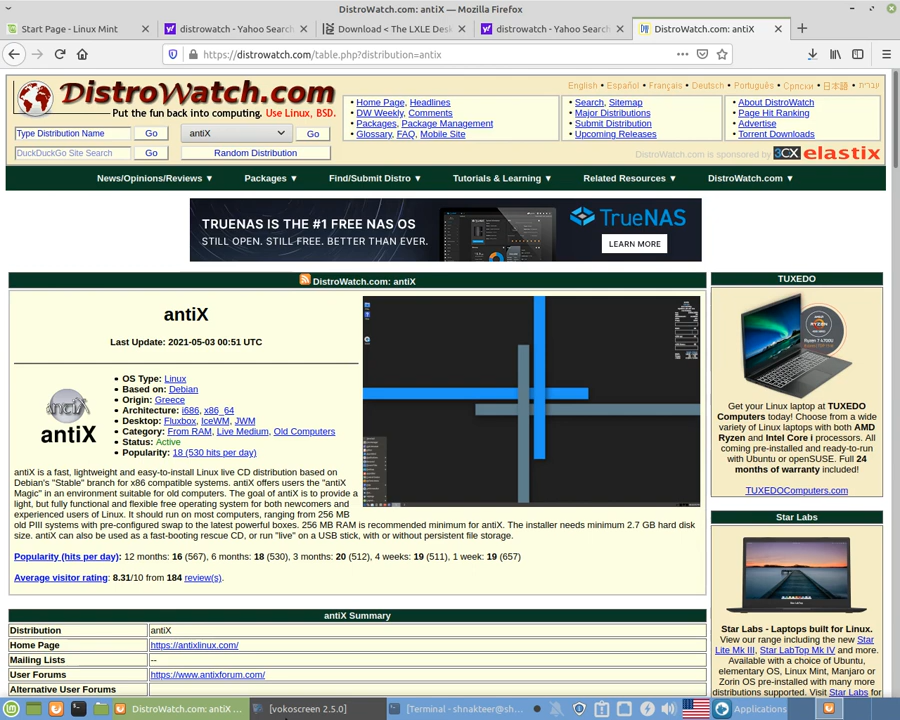 DistroWatch.com: antiX — Mozilla Firefox
Start Page - Linux Mint
distrowatch - Yahoo Search
Download < The LXLE Desk
distrowatch - Yahoo Search
DistroWatch.com: antiX
https://distrowatch.com/table.php?distribution=antix
DistroWatch.com
Put the fun back into computing. Use Linux, BSD.
English • Español • Français • Deutsch • Português • Српски • 日本語 • עברית
• Home Page, Headlines
• DW Weekly, Comments
• Packages, Package Management
• Glossary, FAQ, Mobile Site
• Search, Sitemap
• Major Distributions
• Submit Distribution
• Upcoming Releases
• About DistroWatch
• Page Hit Ranking
• Advertise
• Torrent Downloads
Type Distribution Name Go antiX Go
DuckDuckGo Site Search Go Random Distribution
DistroWatch.com is sponsored by 3CX elastix
News/Opinions/Reviews ▼ Packages ▼ Find/Submit Distro ▼ Tutorials & Learning ▼ Related Resources ▼ DistroWatch.com ▼
TRUENAS IS THE #1 FREE NAS OS
STILL OPEN. STILL FREE. BETTER THAN EVER.
TrueNAS
LEARN MORE
DistroWatch.com: antiX
antiX
Last Update: 2021-05-03 00:51 UTC
antiX
antiX
• OS Type: Linux
• Based on: Debian
• Origin: Greece
• Architecture: i686, x86_64
• Desktop: Fluxbox, IceWM, JWM
• Category: From RAM, Live Medium, Old Computers
• Status: Active
• Popularity: 18 (530 hits per day)
antiX is a fast, lightweight and easy-to-install Linux live CD distribution based on
Debian's "Stable" branch for x86 compatible systems. antiX offers users the "antiX
Magic" in an environment suitable for old computers. The goal of antiX is to provide a
light, but fully functional and flexible free operating system for both newcomers and
experienced users of Linux. It should run on most computers, ranging from 256 MB
old PIII systems with pre-configured swap to the latest powerful boxes. 256 MB RAM is recommended minimum for antiX. The installer needs minimum 2.7 GB hard disk
size. antiX can also be used as a fast-booting rescue CD, or run "live" on a USB stick, with or without persistent file storage.
Popularity (hits per day): 12 months: 16 (567), 6 months: 18 (530), 3 months: 20 (512), 4 weeks: 19 (511), 1 week: 19 (657)
Average visitor rating: 8.31/10 from 184 review(s).
antiX Summary
Distribution antiX
Home Page https://antixlinux.com/
Mailing Lists --
User Forums https://www.antixforum.com/
Alternative User Forums
TUXEDO
RYZEN
Ryzen 7 4700U
Get your Linux laptop at TUXEDO
Computers today! Choose from a wide
variety of Linux laptops with both AMD
Ryzen and Intel Core i processors. All
coming pre-installed and ready-to-run
with Ubuntu or openSUSE. Full 24
months of warranty included!
TUXEDOComputers.com
Star Labs
Star Labs - Laptops built for Linux.
View our range including the new Star
Lite Mk III, Star LabTop Mk IV and more.
Available with a choice of Ubuntu,
elementary OS, Linux Mint, Manjaro or
Zorin OS pre-installed with many more
distributions supported. Visit Star Labs for
DistroWatch.com: antiX ...
[vokoscreen 2.5.0]
[Terminal - shnakteer@sh...
Applications